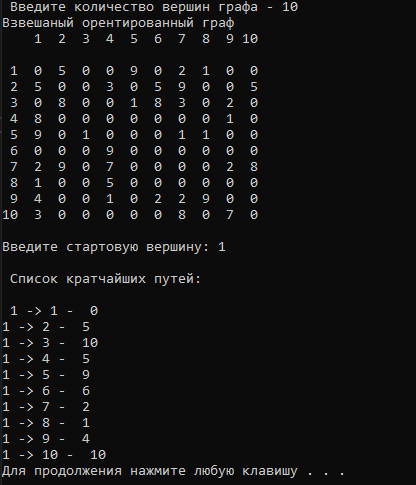 Введите количество вершин графа - 10
Взвешаный орентированный граф
1 2 3 4 5 6 7 8 9 10
1 0 5 0 0 9 0 2 1 0 0
2 5 0 0 3 0 5 9 0 0 5
3 0 8 0 0 1 8 3 0 2 0
4 8 0 0 0 0 0 0 0 1 0
5 9 0 1 0 0 0 1 1 0 0
6 0 0 0 9 0 0 0 0 0 0
7 2 9 0 7 0 0 0 0 2 8
8 1 0 0 5 0 0 0 0 0 0
9 4 0 0 1 0 2 2 9 0 0
10 3 0 0 0 0 0 8 0 7 0
Введите стартовую вершину: 1
Список кратчайших путей:
1 -> 1 - 0
1 -> 2 - 5
1 -> 3 - 10
1 -> 4 - 5
1 -> 5 - 9
1 -> 6 - 6
1 -> 7 - 2
1 -> 8 - 1
1 -> 9 - 4
1 -> 10 - 10
Для продолжения нажмите любую клавишу . . .